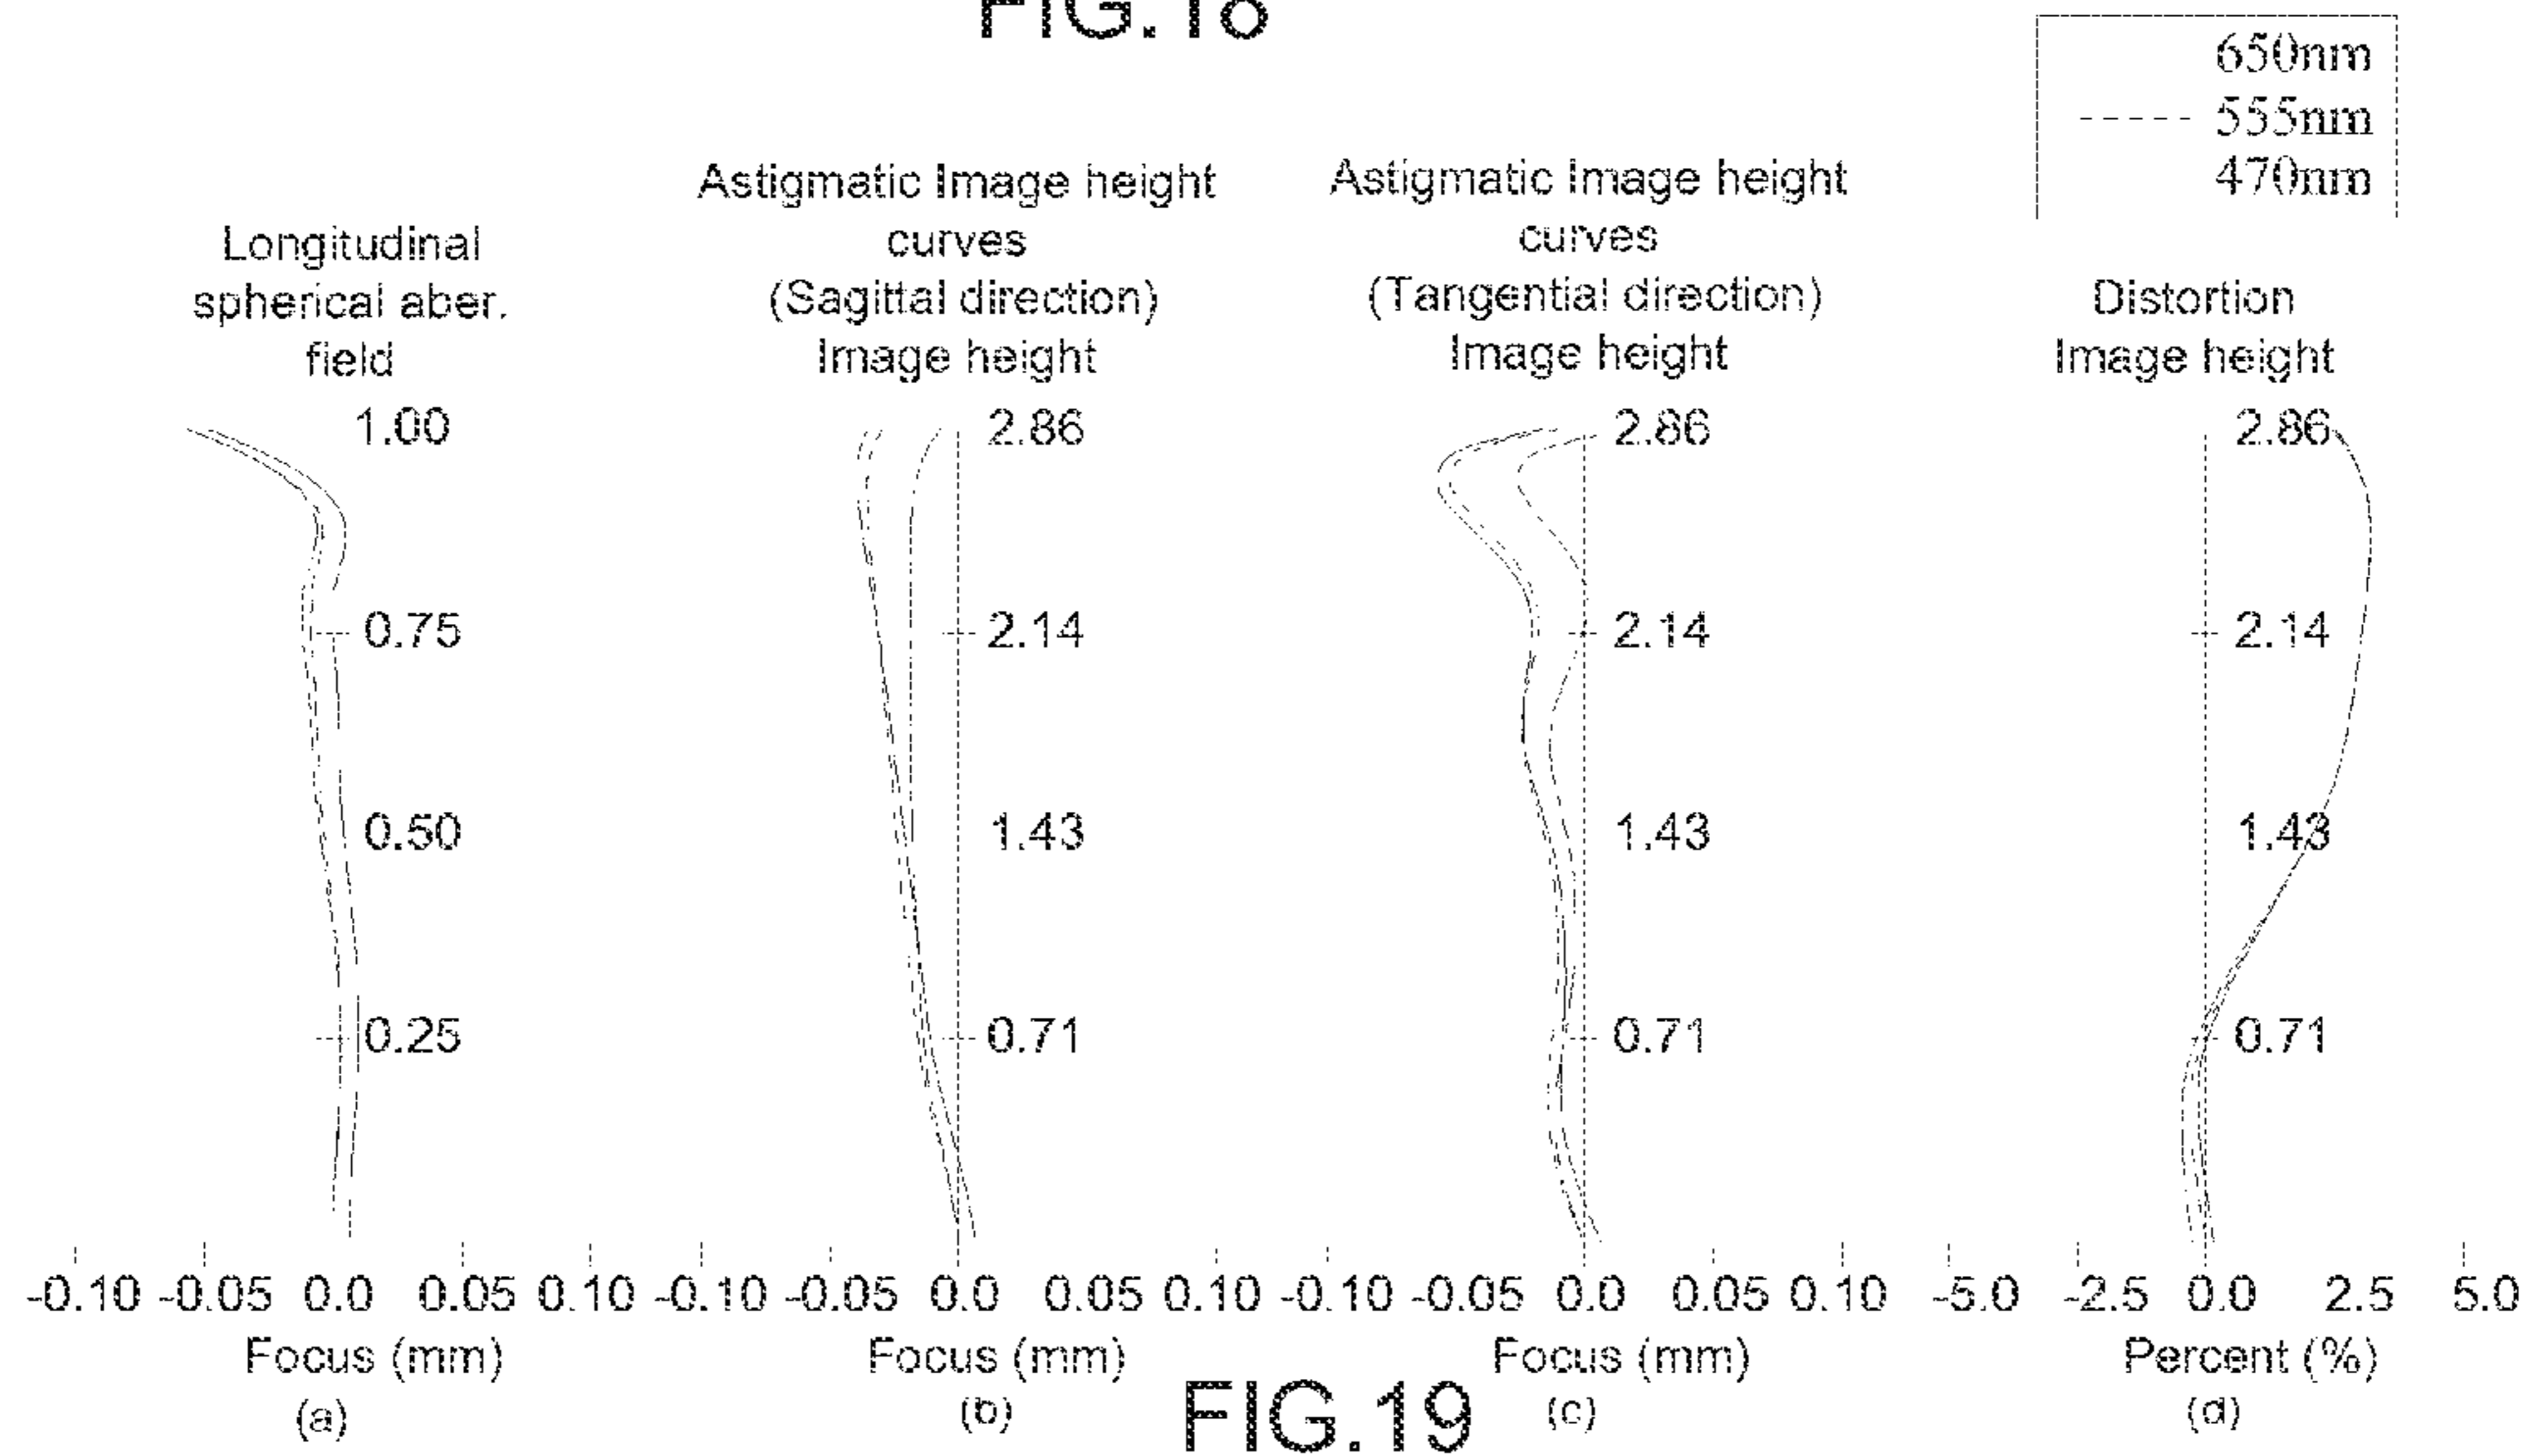 FIG.18
650nm
555nm
470nm
Longitudinal
spherical aber.
field
1.00
0.75
0.50
0.25
-0.10 -0.05 0.0 0.05 0.10
Focus (mm)
(a)
Astigmatic Image height
curves
(Sagittal direction)
Image height
2.86
2.14
1.43
0.71
-0.10 -0.05 0.0 0.05 0.10
Focus (mm)
(b)
Astigmatic Image height
curves
(Tangential direction)
Image height
2.86
2.14
1.43
0.71
-0.10 -0.05 0.0 0.05 0.10
Focus (mm)
(c)
Distortion
Image height
2.86
2.14
1.43
0.71
-5.0 -2.5 0.0 2.5 5.0
Percent (%)
(d)
FIG.19